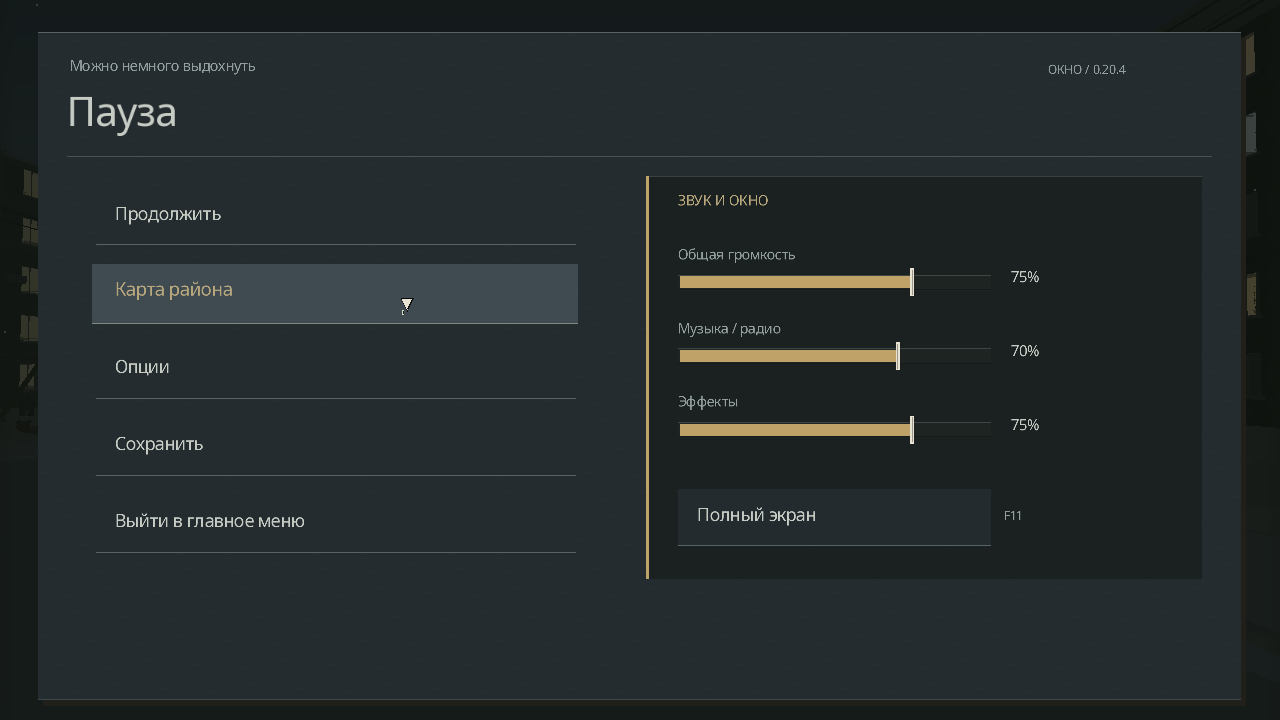 Можно немного выдохнуть
ОКНО / 0.20.4
Пауза
Продолжить
Карта района
Опции
Сохранить
Выйти в главное меню
ЗВУК И ОКНО
Общая громкость
75%
Музыка / радио
70%
Эффекты
75%
Полный экран
F11